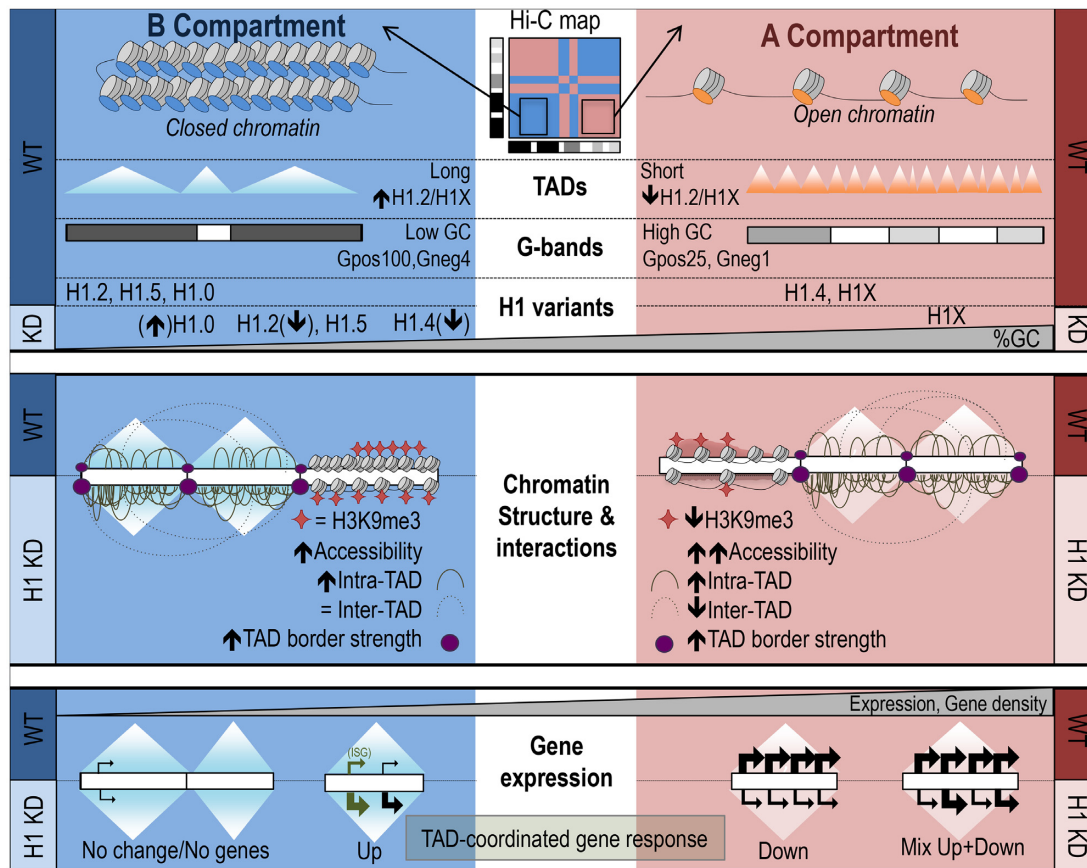 B Compartment
Hi-C map
A Compartment
WT
Closed chromatin
Open chromatin
WT
Long
↑H1.2/H1X
TADs
Short
↓H1.2/H1X
Low GC
Gpos100,Gneg4
G-bands
High GC
Gpos25, Gneg1
H1.2, H1.5, H1.0
H1 variants
H1.4, H1X
KD
(↑)H1.0 H1.2(↓), H1.5 H1.4(↓)
H1X
KD
%GC
WT
WT
H1 KD
Chromatin
Structure &
interactions
H1 KD
= H3K9me3
↑Accessibility
↑Intra-TAD
= Inter-TAD
↑TAD border strength
↓H3K9me3
↑↑Accessibility
↑Intra-TAD
↓Inter-TAD
↑TAD border strength
WT
Expression, Gene density
WT
(ISG)
Gene
expression
H1 KD
H1 KD
TAD-coordinated gene response
No change/No genes
Up
Down
Mix Up+Down